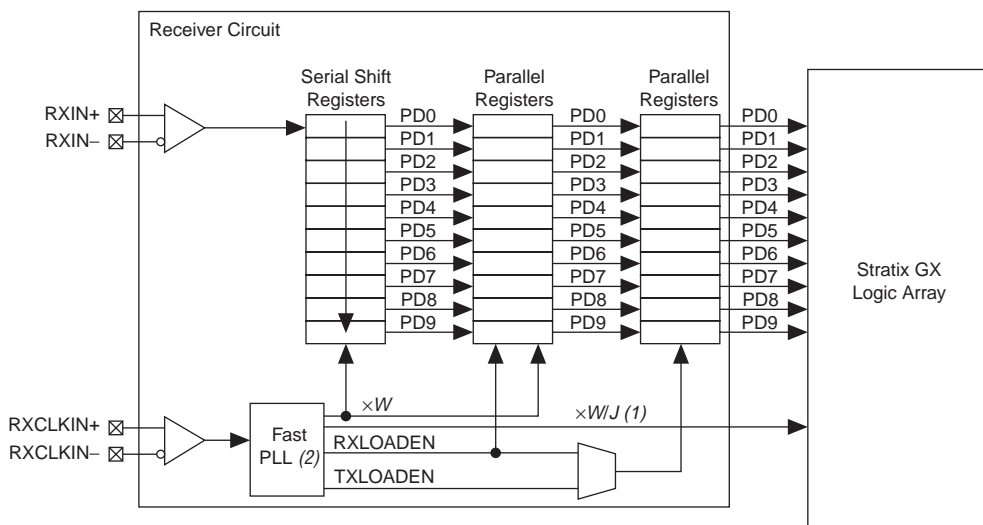 Receiver Circuit
Serial Shift
Registers
Parallel
Registers
Parallel
Registers
RXIN+
RXIN–
PD0 PD0 PD0
PD1 PD1 PD1
PD2 PD2 PD2
PD3 PD3 PD3
PD4 PD4 PD4
PD5 PD5 PD5
PD6 PD6 PD6
PD7 PD7 PD7
PD8 PD8 PD8
PD9 PD9 PD9
Stratix GX
Logic Array
×W
×W/J (1)
RXCLKIN+
RXCLKIN–
Fast
PLL (2)
RXLOADEN
TXLOADEN